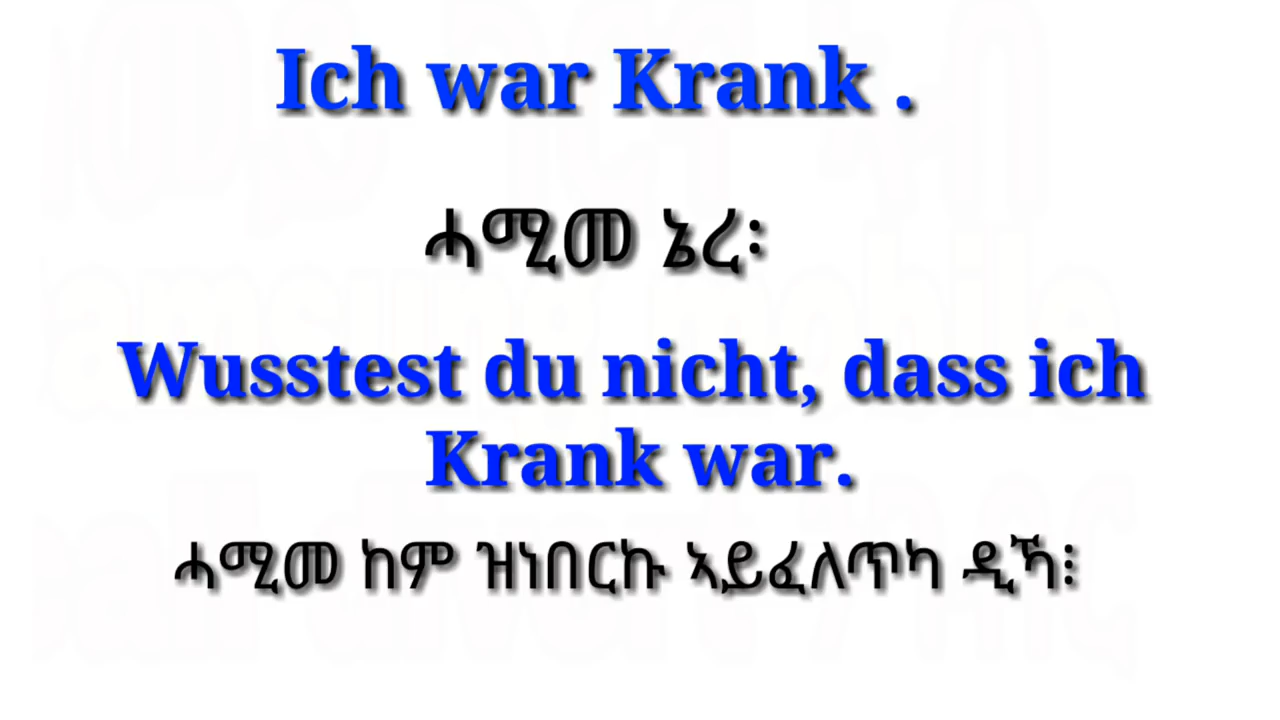 Ich war Krank .
ሓሚመ ኔረ፡
Wusstest du nicht, dass ich
Krank war.
ሓሚመ ከም ዝነበርኩ ኣይፈለጥካ ዲኻ፧